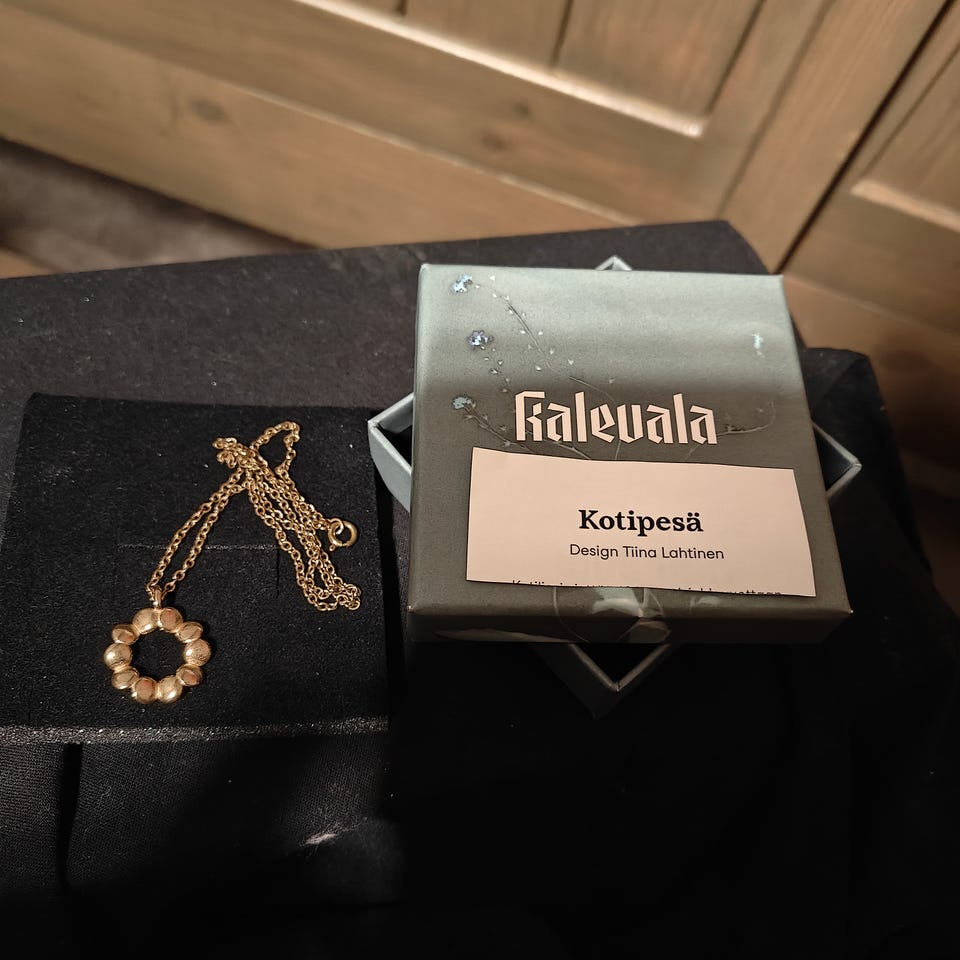 Kalevala
Kotipesä
Design Tiina Lahtinen